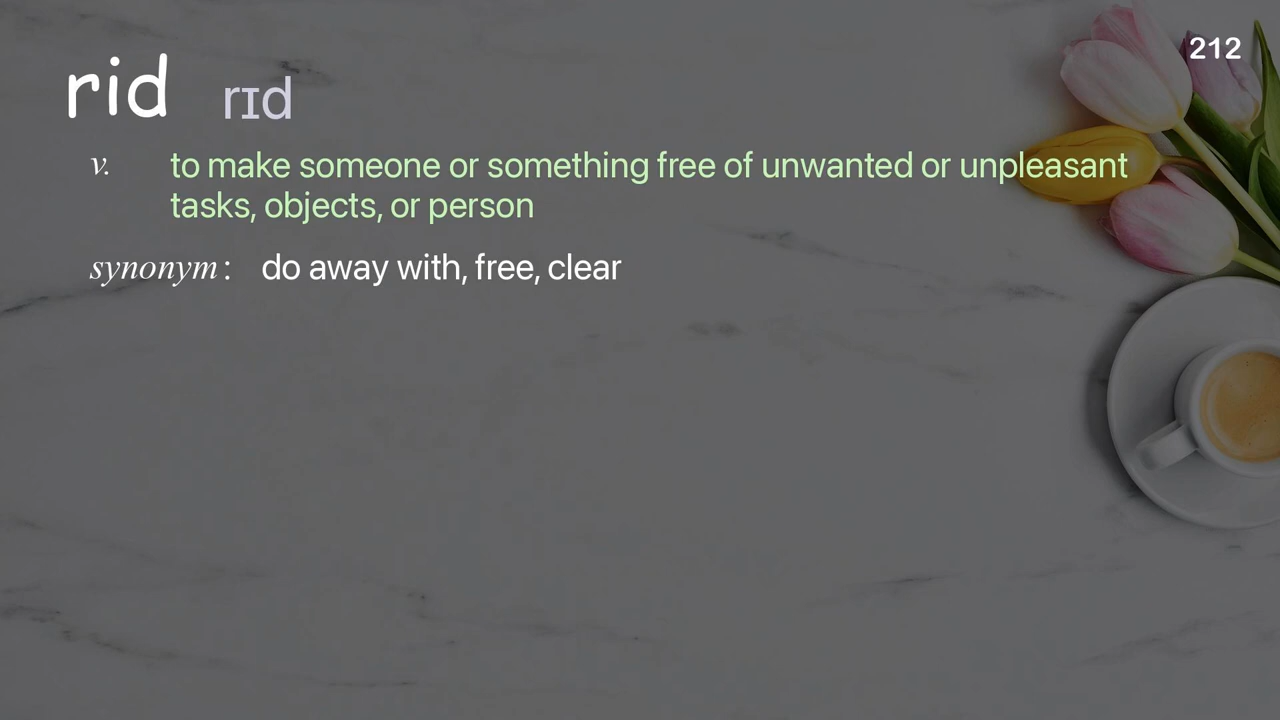 212
rid rɪd
v. to make someone or something free of unwanted or unpleasant
tasks, objects, or person
synonym: do away with, free, clear